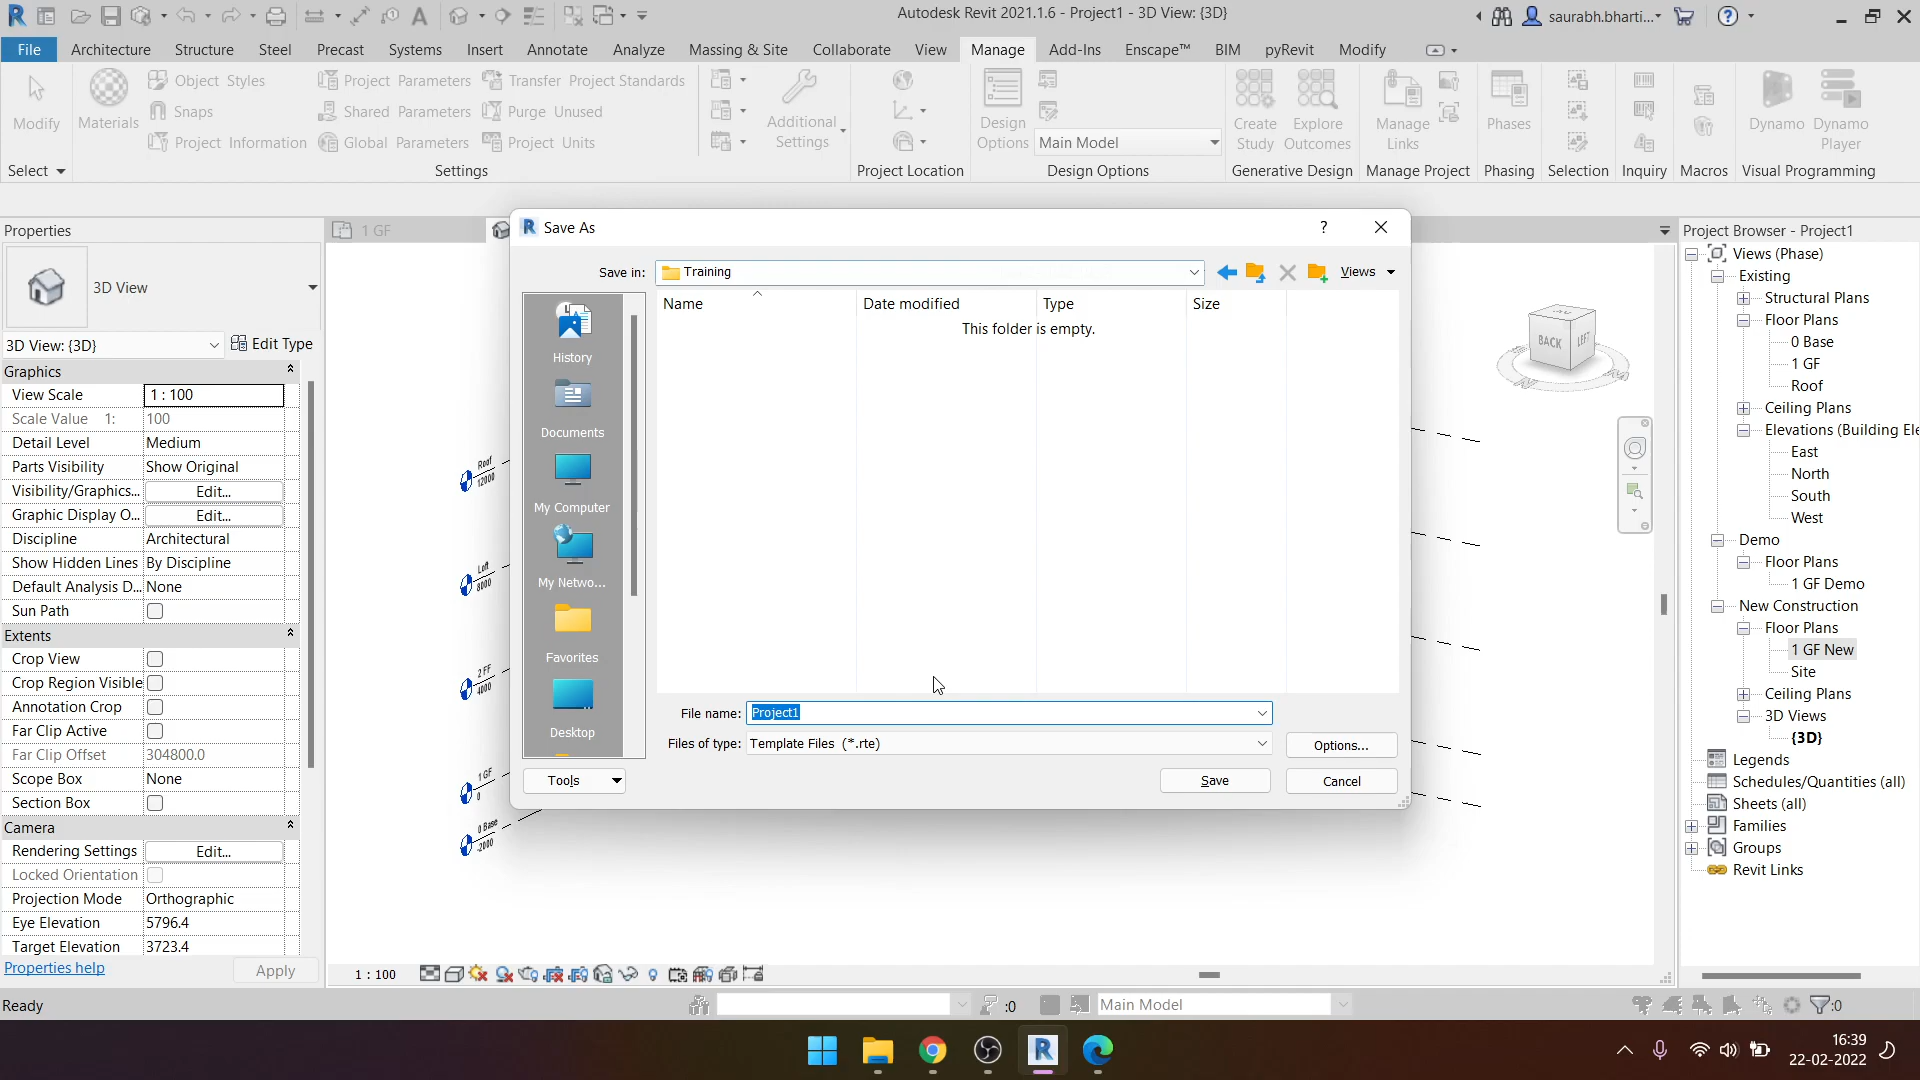 Autodesk Revit 2021.1.6 - Project1 - 3D View: {3D}
saurabh.bharti...
File Architecture Structure Steel Precast Systems Insert Annotate Analyze Massing & Site Collaborate View Manage Add-Ins Enscape™ BIM pyRevit Modify
Modify
Materials
Object Styles
Snaps
Project Information
Project Parameters
Shared Parameters
Global Parameters
Transfer Project Standards
Purge Unused
Project Units
Additional
Settings
Design
Options
Main Model
Create
Study
Explore
Outcomes
Manage
Links
Phases
Dynamo
Dynamo
Player
Select
Settings
Project Location
Design Options
Generative Design
Manage Project
Phasing
Selection
Inquiry
Macros
Visual Programming
Properties
3D View
3D View: {3D}
Edit Type
Graphics
View Scale 1 : 100
Scale Value 1: 100
Detail Level Medium
Parts Visibility Show Original
Visibility/Graphics... Edit...
Graphic Display O... Edit...
Discipline Architectural
Show Hidden Lines By Discipline
Default Analysis D... None
Sun Path
Extents
Crop View
Crop Region Visible
Annotation Crop
Far Clip Active
Far Clip Offset 304800.0
Scope Box None
Section Box
Camera
Rendering Settings Edit...
Locked Orientation
Projection Mode Orthographic
Eye Elevation 5796.4
Target Elevation 3723.4
Properties help
Apply
1 GF
Roof
12000
Loft
8000
2 FF
4000
1 GF
0
0 Base
-2000
Save As
?
Save in: Training
Views
Name Date modified Type Size
This folder is empty.
History
Documents
My Computer
My Netwo...
Favorites
Desktop
File name: Project1
Files of type: Template Files (*.rte)
Options...
Tools
Save
Cancel
BACK
LEFT
Project Browser - Project1
Views (Phase)
Existing
Structural Plans
Floor Plans
0 Base
1 GF
Roof
Ceiling Plans
Elevations (Building Ele
East
North
South
West
Demo
Floor Plans
1 GF Demo
New Construction
Floor Plans
1 GF New
Site
Ceiling Plans
3D Views
{3D}
Legends
Schedules/Quantities (all)
Sheets (all)
Families
Groups
Revit Links
1 : 100
Ready
:0
Main Model
:0
16:39
22-02-2022